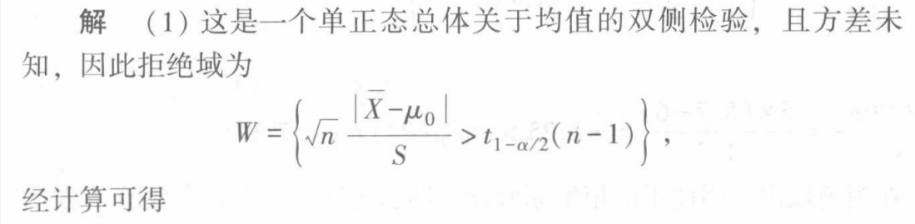 解 (1) 这是一个单正态总体关于均值的双侧检验，且方差未
知，因此拒绝域为
W = { √n |X̄-μ₀| / S > t_{1-α/2}(n-1) },
经计算可得